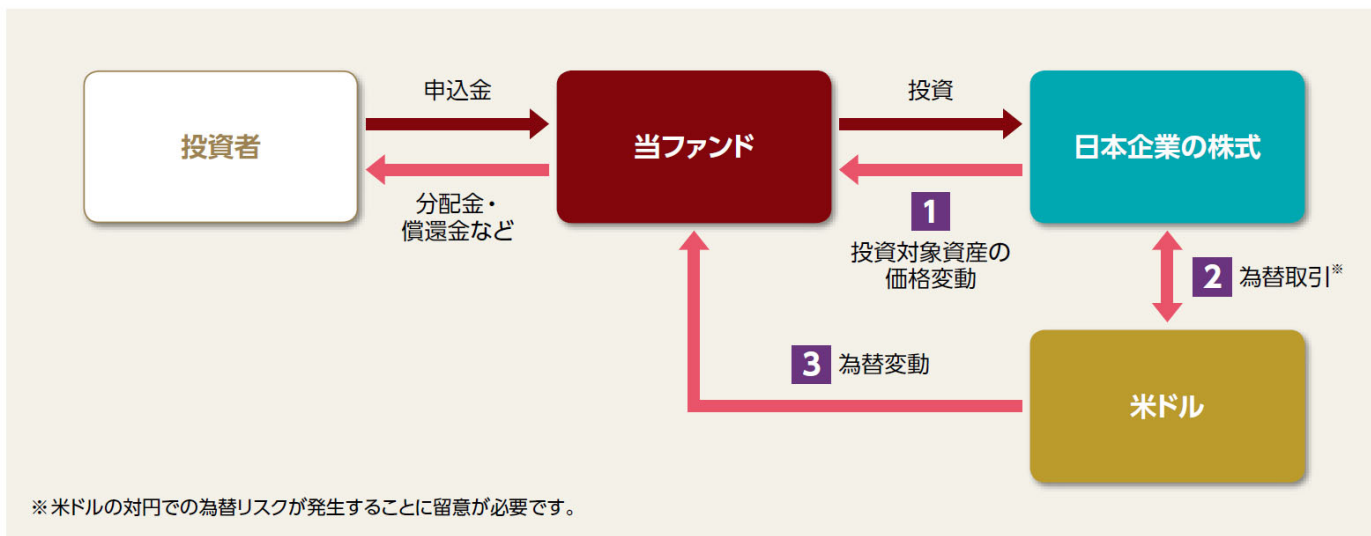 申込金
投資
投資者
当ファンド
日本企業の株式
分配金・
償還金など
1
投資対象資産の
価格変動
2 為替取引※
3 為替変動
米ドル
※米ドルの対円での為替リスクが発生することに留意が必要です。